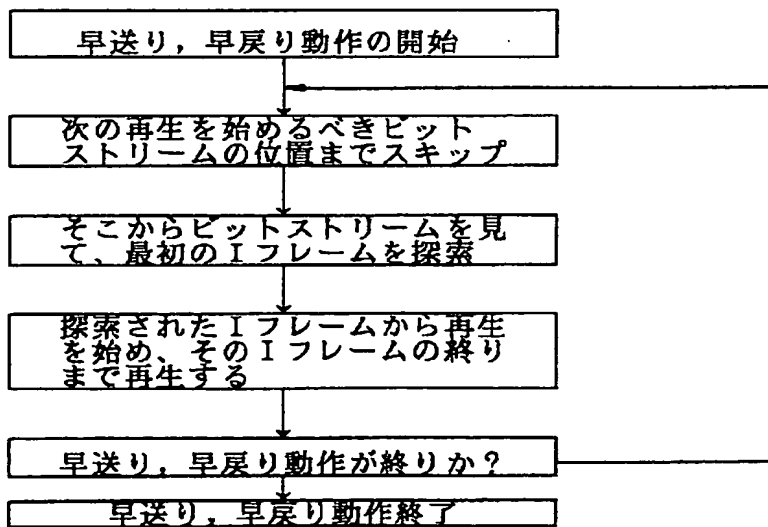 早送り，早戻り動作の開始
次の再生を始めるべきビット
ストリームの位置までスキップ
そこからビットストリームを見
て、最初のＩフレームを探索
探索されたＩフレームから再生
を始め、そのＩフレームの終り
まで再生する
早送り，早戻り動作が終りか？
早送り，早戻り動作終了